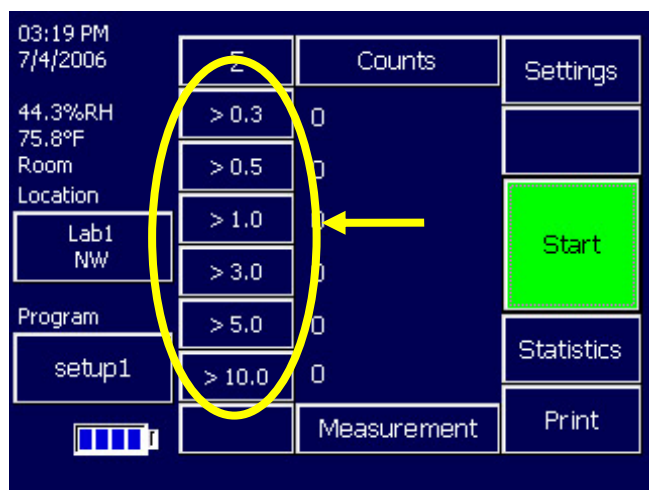 03:19 PM
7/4/2006
44.3%RH
75.8°F
Room
Location
Lab1
NW
Program
setup1
Σ Counts
> 0.3 0
> 0.5 0
> 1.0 0
> 3.0 0
> 5.0 0
> 10.0 0
Measurement
Settings
Start
Statistics
Print